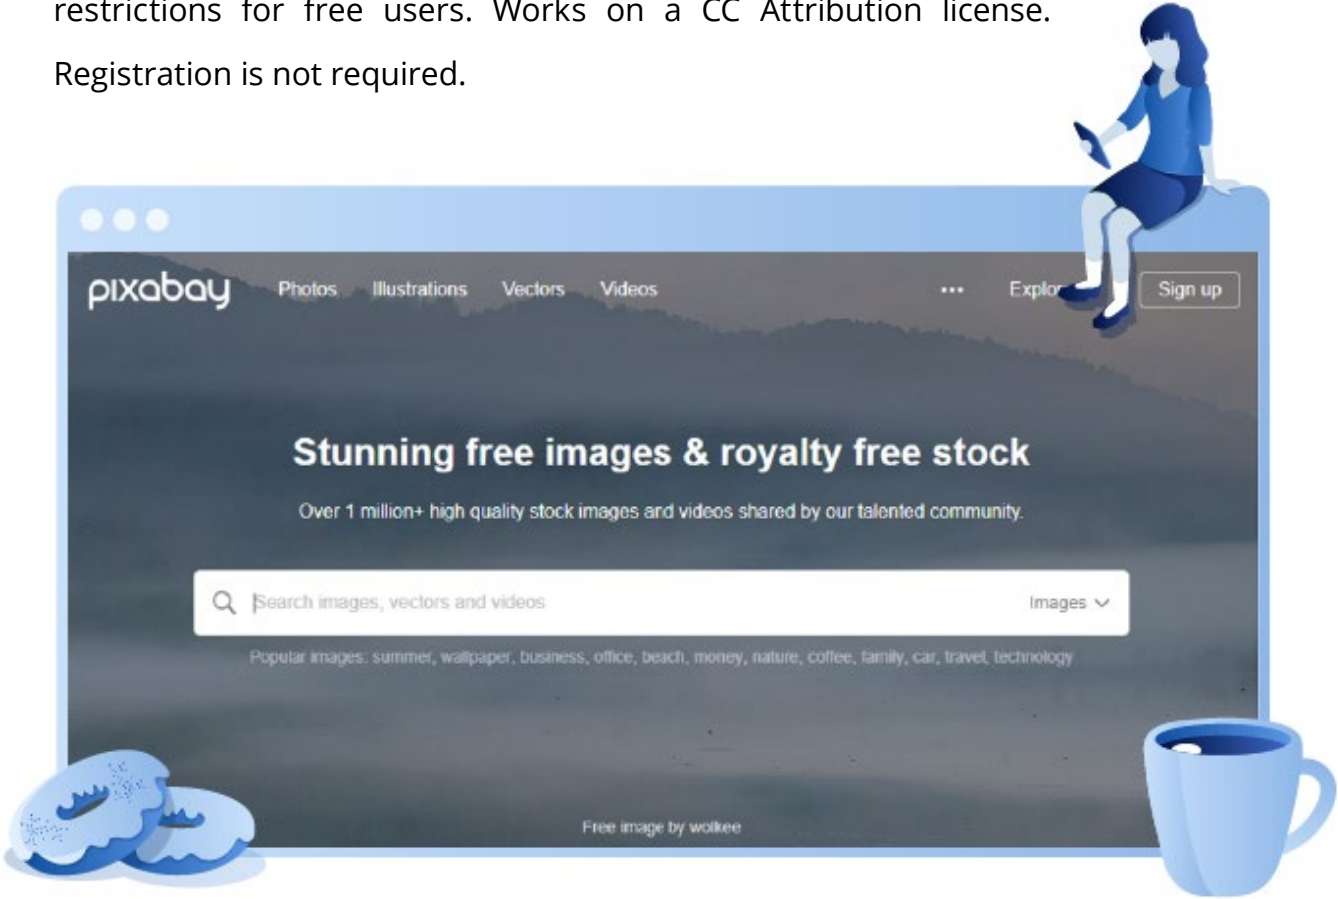 restrictions for free users. Works on a CC Attribution license.
Registration is not required.
pixabay Photos Illustrations Vectors Videos ••• Explor Sign up
Stunning free images & royalty free stock
Over 1 million+ high quality stock images and videos shared by our talented community.
Search images, vectors and videos Images
Popular images: summer, wallpaper, business, office, beach, money, nature, coffee, family, car, travel, technology
Free image by wolkee